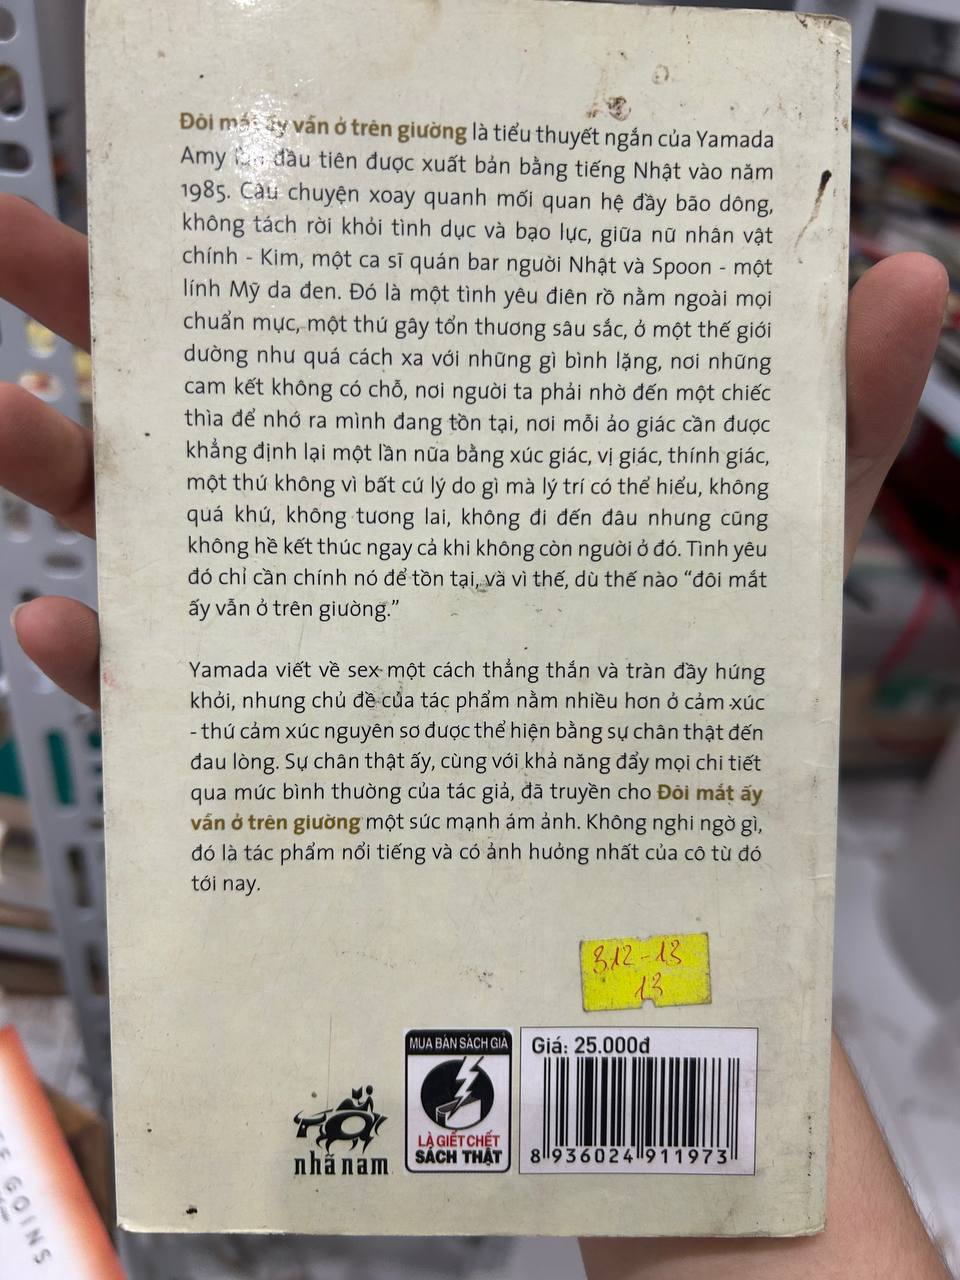 Đôi mắt ấy vẫn ở trên giường là tiểu thuyết ngắn của Yamada
Amy lần đầu tiên được xuất bản bằng tiếng Nhật vào năm
1985. Câu chuyện xoay quanh mối quan hệ đầy bão dông,
không tách rời khỏi tình dục và bạo lực, giữa nữ nhân vật
chính - Kim, một ca sĩ quán bar người Nhật và Spoon - một
lính Mỹ da đen. Đó là một tình yêu điên rồ nằm ngoài mọi
chuẩn mực, một thứ gây tổn thương sâu sắc, ở một thế giới
dường như quá cách xa với những gì bình lặng, nơi những
cam kết không có chỗ, nơi người ta phải nhờ đến một chiếc
thìa để nhớ ra mình đang tồn tại, nơi mỗi ảo giác cần được
khẳng định lại một lần nữa bằng xúc giác, vị giác, thính giác,
một thứ không vì bất cứ lý do gì mà lý trí có thể hiểu, không
quá khứ, không tương lai, không đi đến đâu nhưng cũng
không hề kết thúc ngay cả khi không còn người ở đó. Tình yêu
đó chỉ cần chính nó để tồn tại, và vì thế, dù thế nào “đôi mắt
ấy vẫn ở trên giường.”
Yamada viết về sex một cách thẳng thắn và tràn đầy hứng
khởi, nhưng chủ đề của tác phẩm nằm nhiều hơn ở cảm xúc
- thứ cảm xúc nguyên sơ được thể hiện bằng sự chân thật đến
đau lòng. Sự chân thật ấy, cùng với khả năng đẩy mọi chi tiết
qua mức bình thường của tác giả, đã truyền cho Đôi mắt ấy
vẫn ở trên giường một sức mạnh ám ảnh. Không nghi ngờ gì,
đó là tác phẩm nổi tiếng và có ảnh hưởng nhất của cô từ đó
tới nay.
312-13
13
MUA BÁN SÁCH GIẢ
LÀ GIẾT CHẾT
SÁCH THẬT
nhã nam
Giá: 25.000đ
8 936024 911973
GOINS